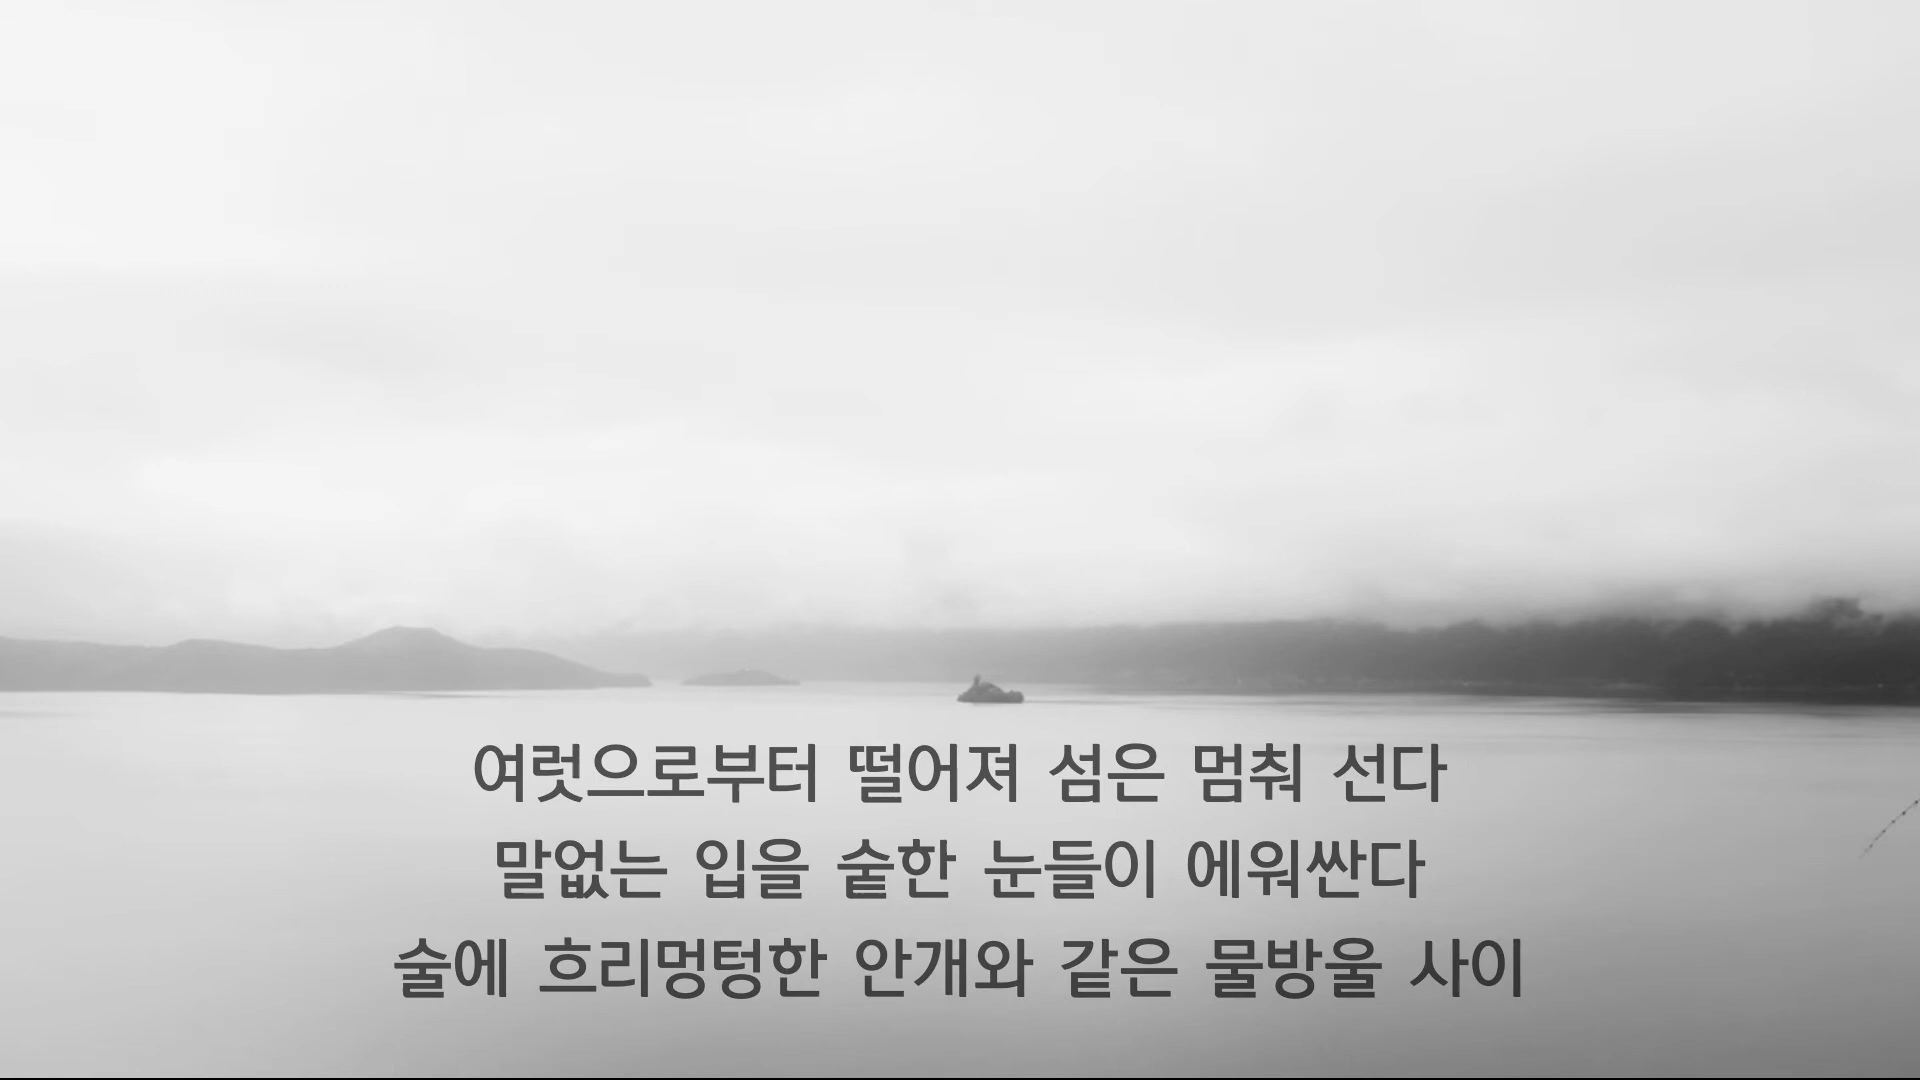 여럿으로부터 떨어져 섬은 멈춰 선다
말없는 입을 숱한 눈들이 에워싼다
술에 흐리멍텅한 안개와 같은 물방울 사이